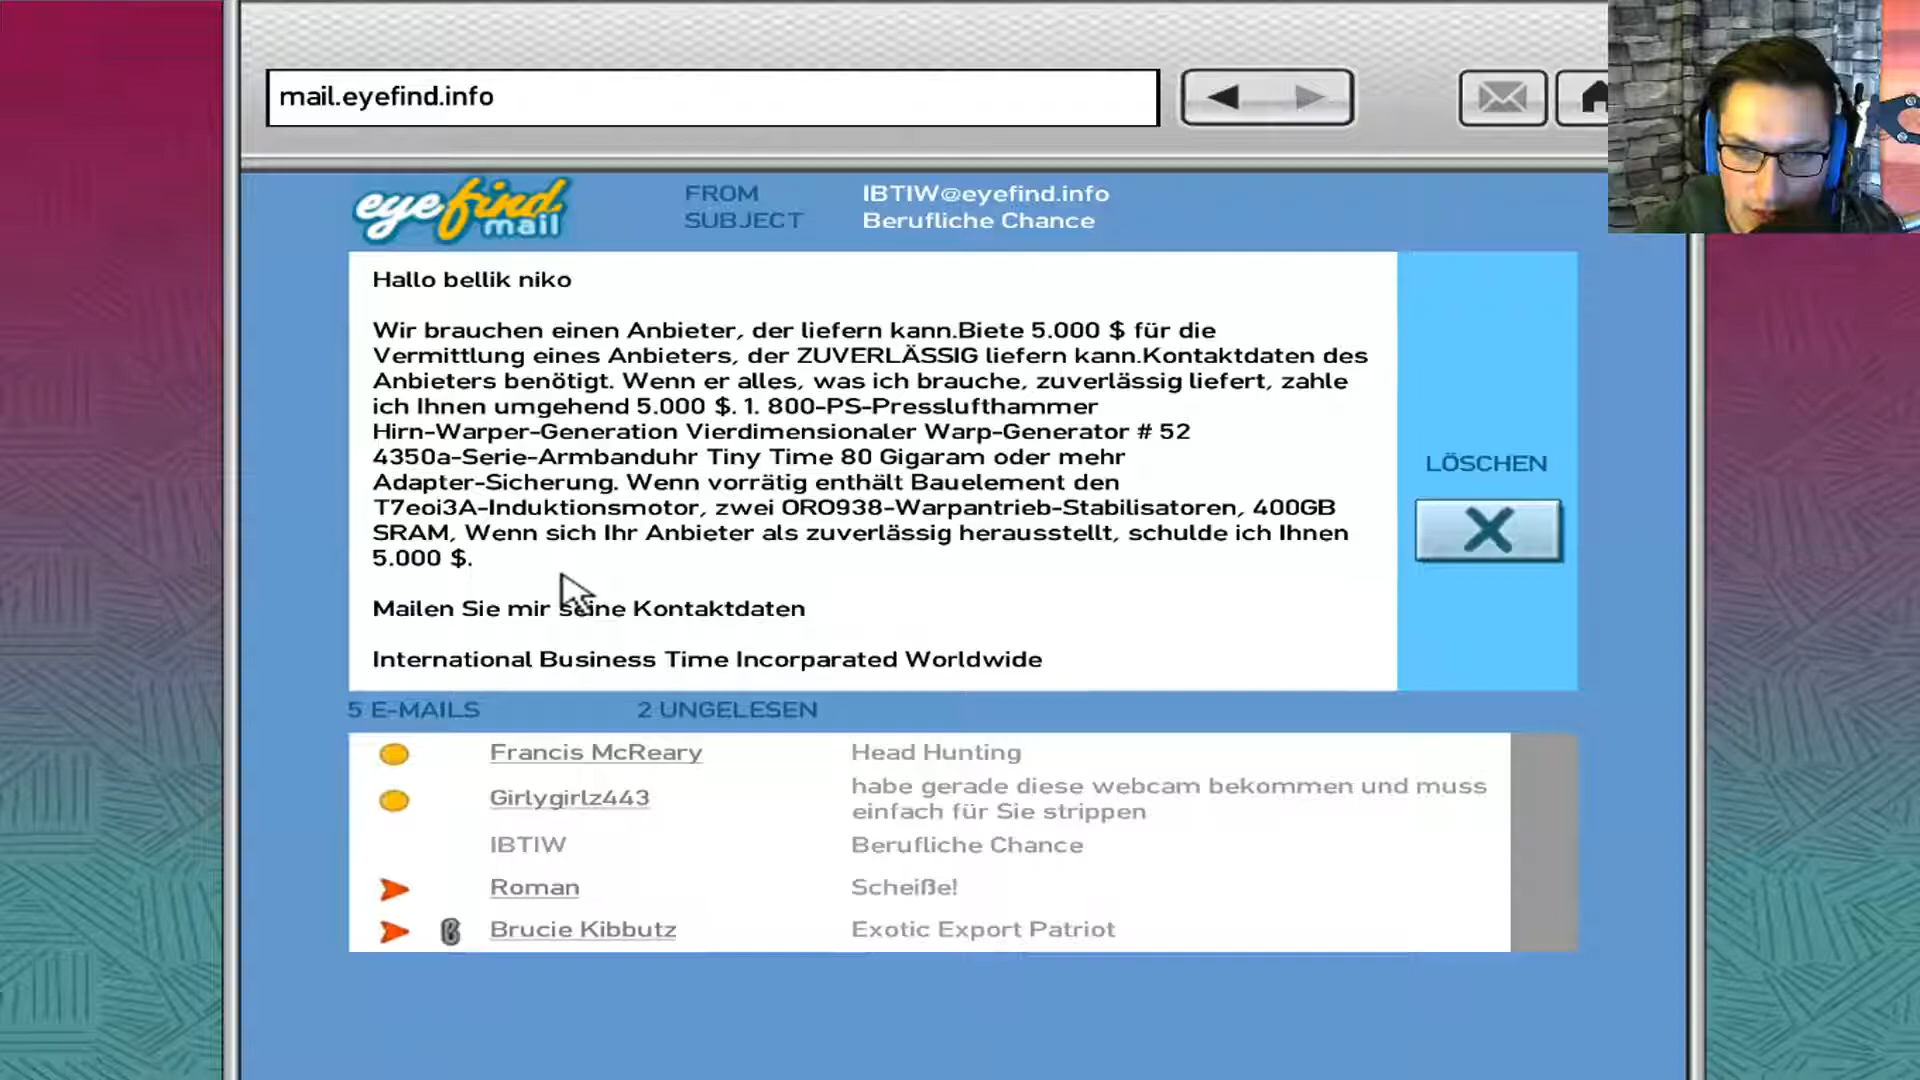 mail.eyefind.info
eyefind mail
FROM IBTIW@eyefind.info
SUBJECT Berufliche Chance
Hallo bellik niko
Wir brauchen einen Anbieter, der liefern kann.Biete 5.000 $ für die
Vermittlung eines Anbieters, der ZUVERLÄSSIG liefern kann.Kontaktdaten des
Anbieters benötigt. Wenn er alles, was ich brauche, zuverlässig liefert, zahle
ich Ihnen umgehend 5.000 $. 1. 800-PS-Presslufthammer
Hirn-Warper-Generation Vierdimensionaler Warp-Generator # 52
4350a-Serie-Armbanduhr Tiny Time 80 Gigaram oder mehr
Adapter-Sicherung. Wenn vorrätig enthält Bauelement den
T7eoi3A-Induktionsmotor, zwei ORO938-Warpantrieb-Stabilisatoren, 400GB
SRAM, Wenn sich Ihr Anbieter als zuverlässig herausstellt, schulde ich Ihnen
5.000 $.
Mailen Sie mir seine Kontaktdaten
International Business Time Incorparated Worldwide
LÖSCHEN
5 E-MAILS 2 UNGELESEN
Francis McReary Head Hunting
Girlygirlz443 habe gerade diese webcam bekommen und muss
einfach für Sie strippen
IBTIW Berufliche Chance
Roman Scheiße!
Brucie Kibbutz Exotic Export Patriot